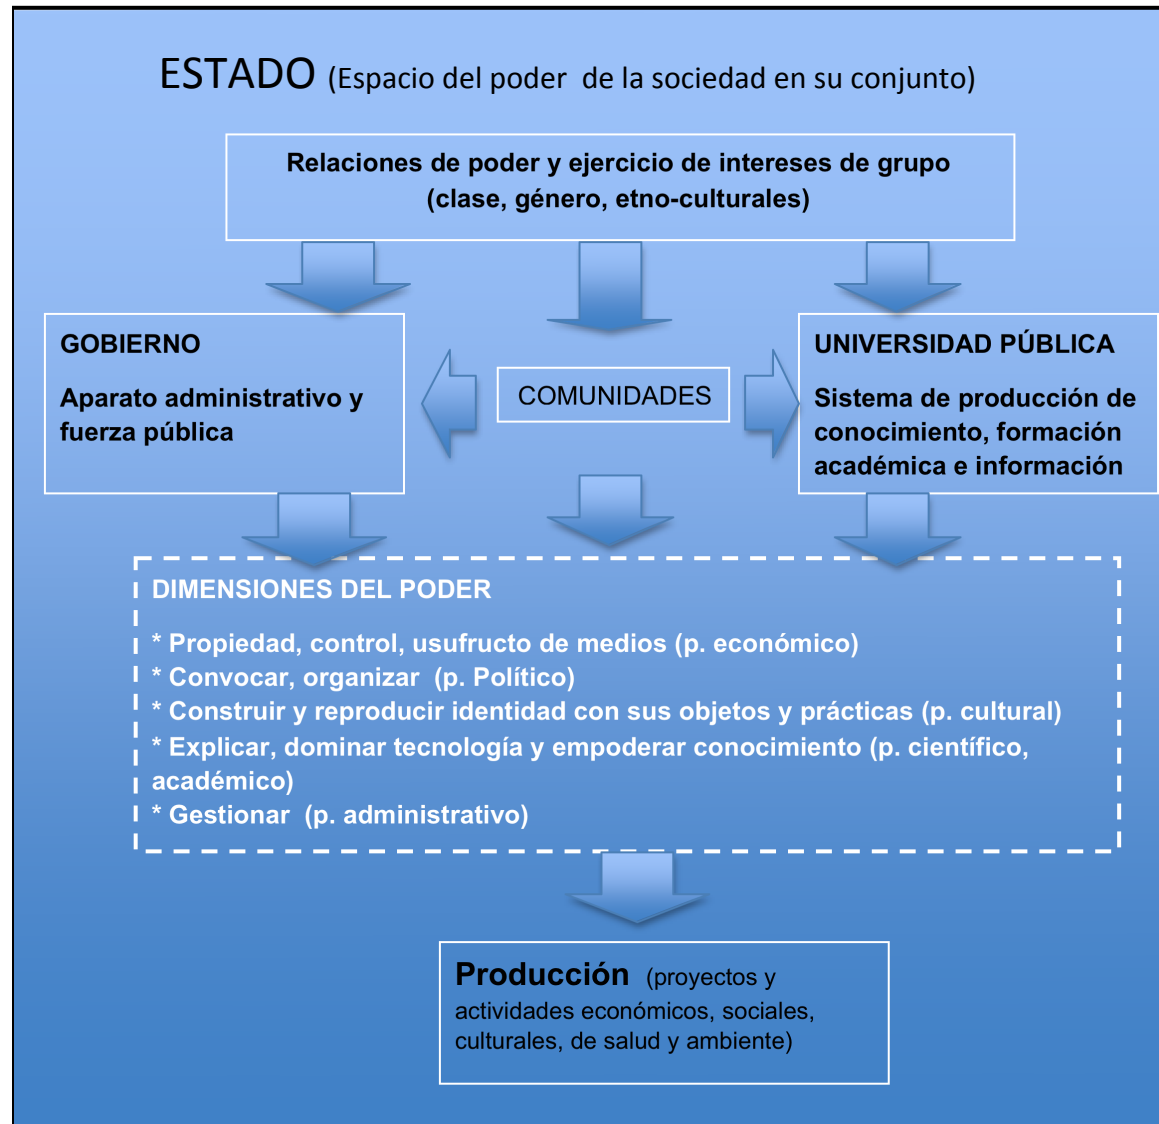 ESTADO (Espacio del poder de la sociedad en su conjunto)
Relaciones de poder y ejercicio de intereses de grupo
(clase, género, etno-culturales)
GOBIERNO
Aparato administrativo y
fuerza pública
COMUNIDADES
UNIVERSIDAD PÚBLICA
Sistema de producción de
conocimiento, formación
académica e información
DIMENSIONES DEL PODER
* Propiedad, control, usufructo de medios (p. económico)
* Convocar, organizar (p. Político)
* Construir y reproducir identidad con sus objetos y prácticas (p. cultural)
* Explicar, dominar tecnología y empoderar conocimiento (p. científico,
académico)
* Gestionar (p. administrativo)
Producción (proyectos y
actividades económicos, sociales,
culturales, de salud y ambiente)